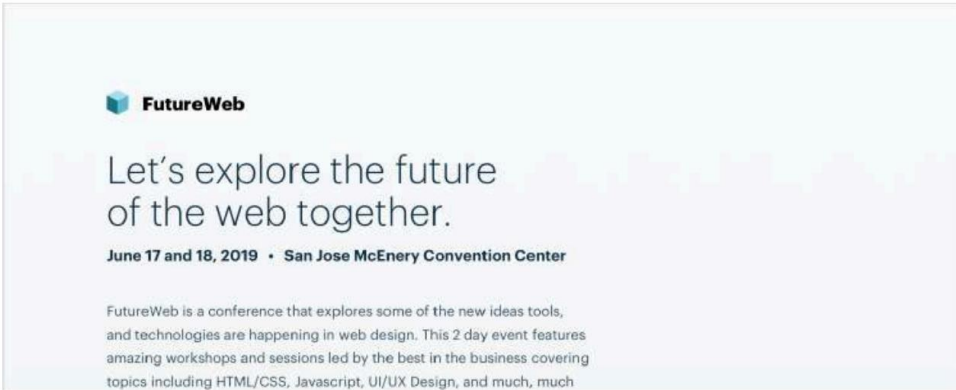 FutureWeb
Let's explore the future
of the web together.
June 17 and 18, 2019 • San Jose McEnery Convention Center
FutureWeb is a conference that explores some of the new ideas tools,
and technologies are happening in web design. This 2 day event features
amazing workshops and sessions led by the best in the business covering
topics including HTML/CSS, Javascript, UI/UX Design, and much, much